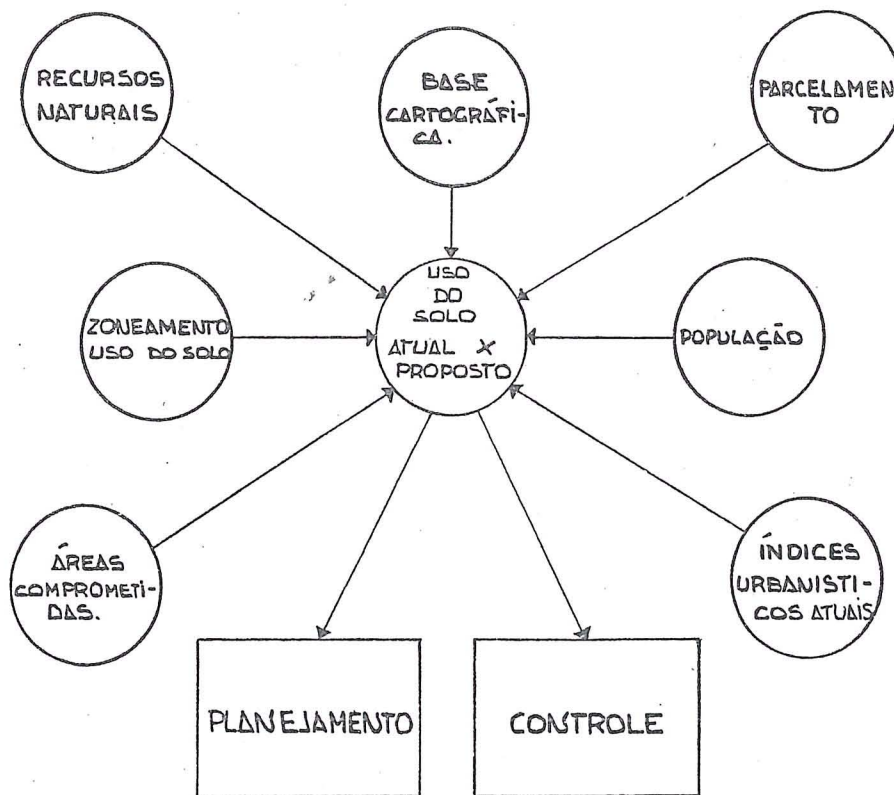 RECURSOS
NATURAIS
BASE
CARTOGRÁFI-
CA.
PARCELAMEN
TO
ZONEAMENTO
USO DO SOLO
USO
DO
SOLO
ATUAL X
PROPOSTO
POPULAÇÃO
ÁREAS
COMPROMETI-
DAS.
ÍNDICES
URBANISTI-
COS ATUAIS
PLANEJAMENTO
CONTROLE